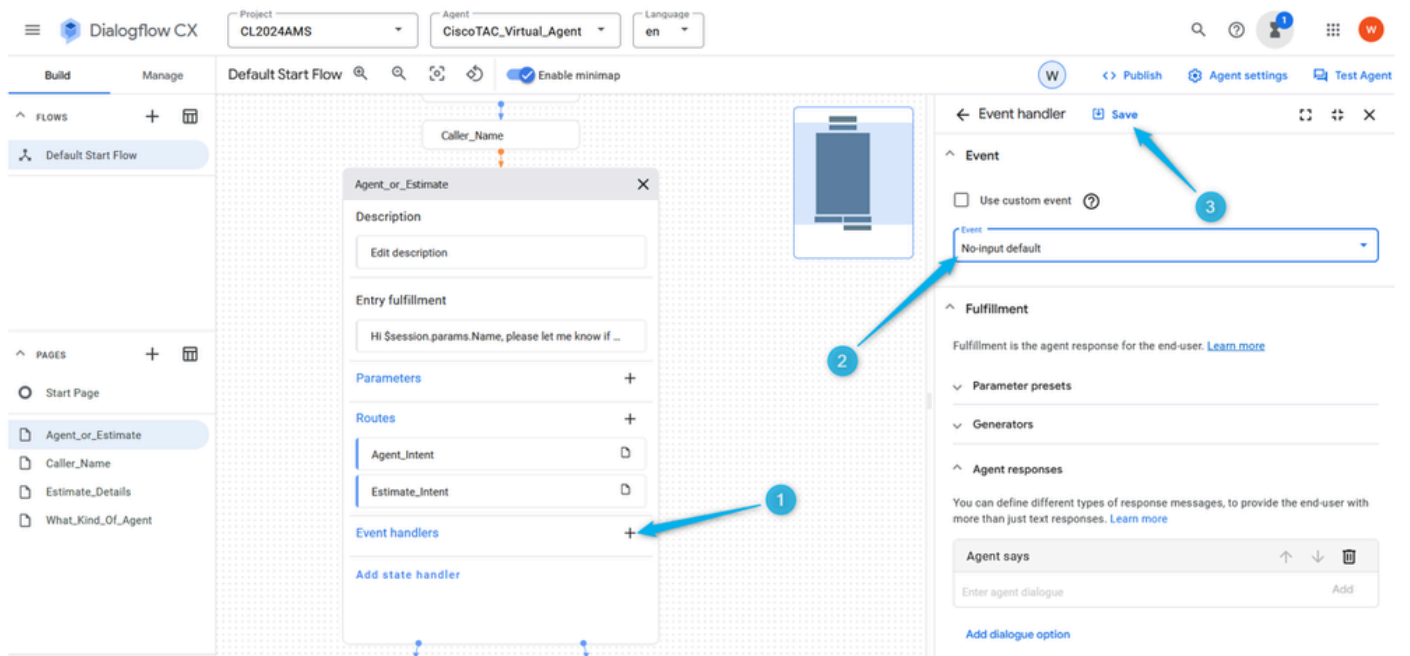 Dialogflow CX
Project
CL2024AMS
Agent
CiscoTAC_Virtual_Agent
Language
en
1
W
Build
Manage
Default Start Flow
Enable minimap
W
<> Publish
Agent settings
Test Agent
FLOWS
Default Start Flow
PAGES
Start Page
Agent_or_Estimate
Caller_Name
Estimate_Details
What_Kind_Of_Agent
Caller_Name
Agent_or_Estimate
Description
Edit description
Entry fulfillment
Hi $session.params.Name, please let me know if ...
Parameters
Routes
Agent_Intent
Estimate_Intent
Event handlers
Add state handler
1
Event handler
Save
Event
Use custom event
3
Event
No-input default
2
Fulfillment
Fulfillment is the agent response for the end-user. Learn more
Parameter presets
Generators
Agent responses
You can define different types of response messages, to provide the end-user with
more than just text responses. Learn more
Agent says
Enter agent dialogue
Add
Add dialogue option